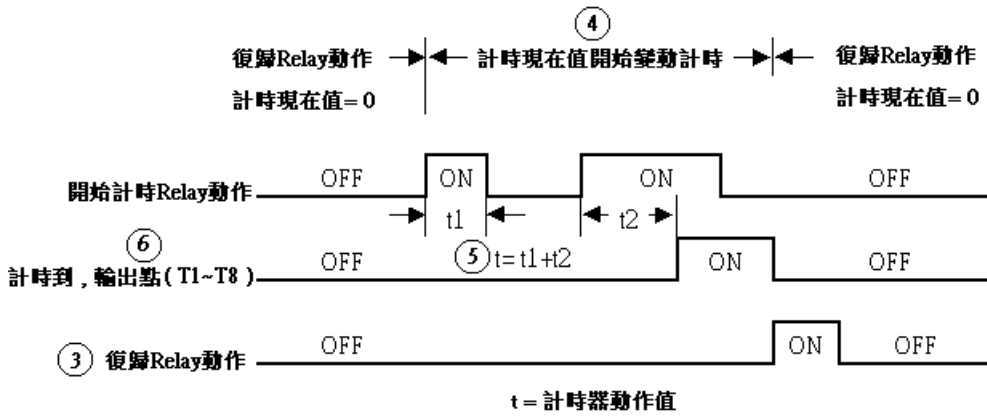 ④
復歸Relay動作 計時現在值開始變動計時 復歸Relay動作
計時現在值=0 計時現在值=0
開始計時Relay動作 OFF ON ON OFF
t1 t2
⑥ ⑤ t=t1+t2
計時到,輸出點(T1~T8) OFF ON OFF
③ 復歸Relay動作 OFF ON OFF
t=計時器動作值